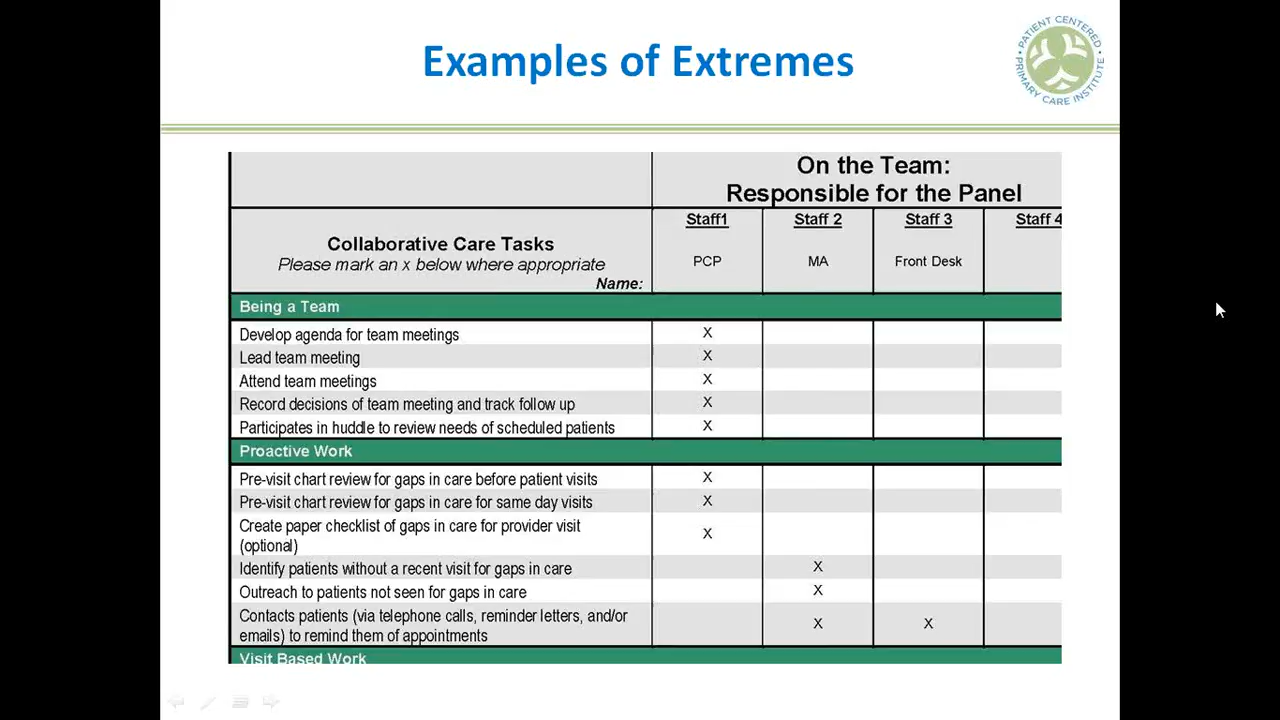 Examples of Extremes
PATIENT CENTERED
PRIMARY CARE INSTITUTE
On the Team:
Responsible for the Panel
Staff1 Staff 2 Staff 3 Staff 4
Collaborative Care Tasks
Please mark an x below where appropriate
PCP MA Front Desk
Name:
Being a Team
Develop agenda for team meetings X
Lead team meeting X
Attend team meetings X
Record decisions of team meeting and track follow up X
Participates in huddle to review needs of scheduled patients X
Proactive Work
Pre-visit chart review for gaps in care before patient visits X
Pre-visit chart review for gaps in care for same day visits X
Create paper checklist of gaps in care for provider visit
(optional) X
Identify patients without a recent visit for gaps in care X
Outreach to patients not seen for gaps in care X
Contacts patients (via telephone calls, reminder letters, and/or
emails) to remind them of appointments X X
Visit Based Work